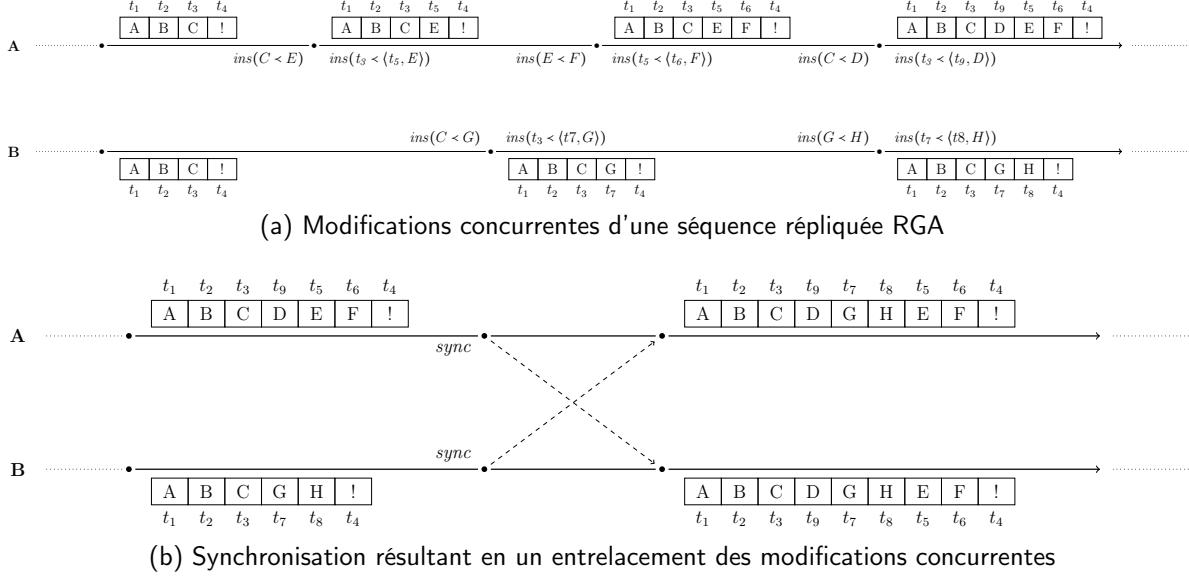 t₁ t₂ t₃ t₄ t₁ t₂ t₃ t₅ t₄ t₁ t₂ t₃ t₅ t₆ t₄ t₁ t₂ t₃ t₉ t₅ t₆ t₄
A B C ! A B C E ! A B C E F ! A B C D E F !
A
ins(C ≺ E) ins(t₃ ≺ ⟨t₅, E⟩) ins(E ≺ F) ins(t₅ ≺ ⟨t₆, F⟩) ins(C ≺ D) ins(t₃ ≺ ⟨t₉, D⟩)
ins(C ≺ G) ins(t₃ ≺ ⟨t7, G⟩) ins(G ≺ H) ins(t₇ ≺ ⟨t8, H⟩)
B
A B C ! A B C G ! A B C G H !
t₁ t₂ t₃ t₄ t₁ t₂ t₃ t₇ t₄ t₁ t₂ t₃ t₇ t₈ t₄
(a) Modifications concurrentes d'une séquence répliquée RGA
t₁ t₂ t₃ t₉ t₅ t₆ t₄ t₁ t₂ t₃ t₉ t₇ t₈ t₅ t₆ t₄
A B C D E F ! A B C D G H E F !
A
sync
sync
B
A B C G H ! A B C D G H E F !
t₁ t₂ t₃ t₇ t₈ t₄ t₁ t₂ t₃ t₉ t₇ t₈ t₅ t₆ t₄
(b) Synchronisation résultant en un entrelacement des modifications concurrentes